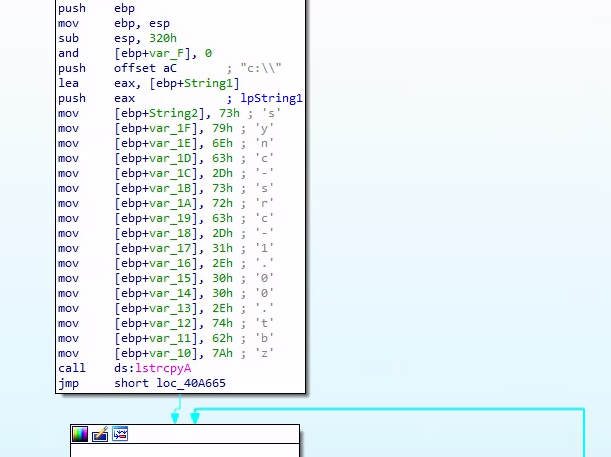 push ebp
mov ebp, esp
sub esp, 320h
and [ebp+var_F], 0
push offset aC ; "c:\\"
lea eax, [ebp+String1]
push eax ; lpString1
mov [ebp+String2], 73h ; 's'
mov [ebp+var_1F], 79h ; 'y'
mov [ebp+var_1E], 6Eh ; 'n'
mov [ebp+var_1D], 63h ; 'c'
mov [ebp+var_1C], 2Dh ; '-'
mov [ebp+var_1B], 73h ; 's'
mov [ebp+var_1A], 72h ; 'r'
mov [ebp+var_19], 63h ; 'c'
mov [ebp+var_18], 2Dh ; '-'
mov [ebp+var_17], 31h ; '1'
mov [ebp+var_16], 2Eh ; '.'
mov [ebp+var_15], 30h ; '0'
mov [ebp+var_14], 30h ; '0'
mov [ebp+var_13], 2Eh ; '.'
mov [ebp+var_12], 74h ; 't'
mov [ebp+var_11], 62h ; 'b'
mov [ebp+var_10], 7Ah ; 'z'
call ds:lstrcpyA
jmp short loc_40A665